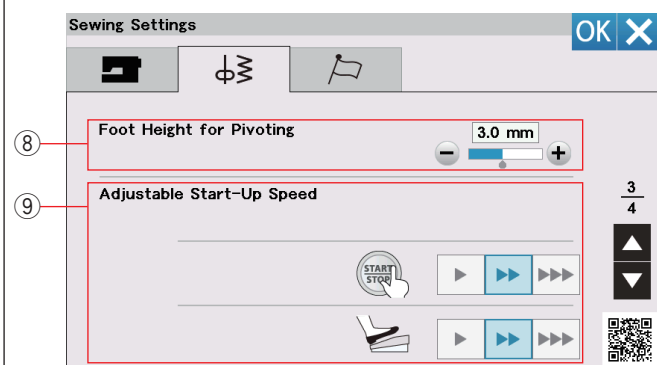 Sewing Settings
OK
⑧ Foot Height for Pivoting
3.0 mm
⑨ Adjustable Start-Up Speed
3
4
START
STOP